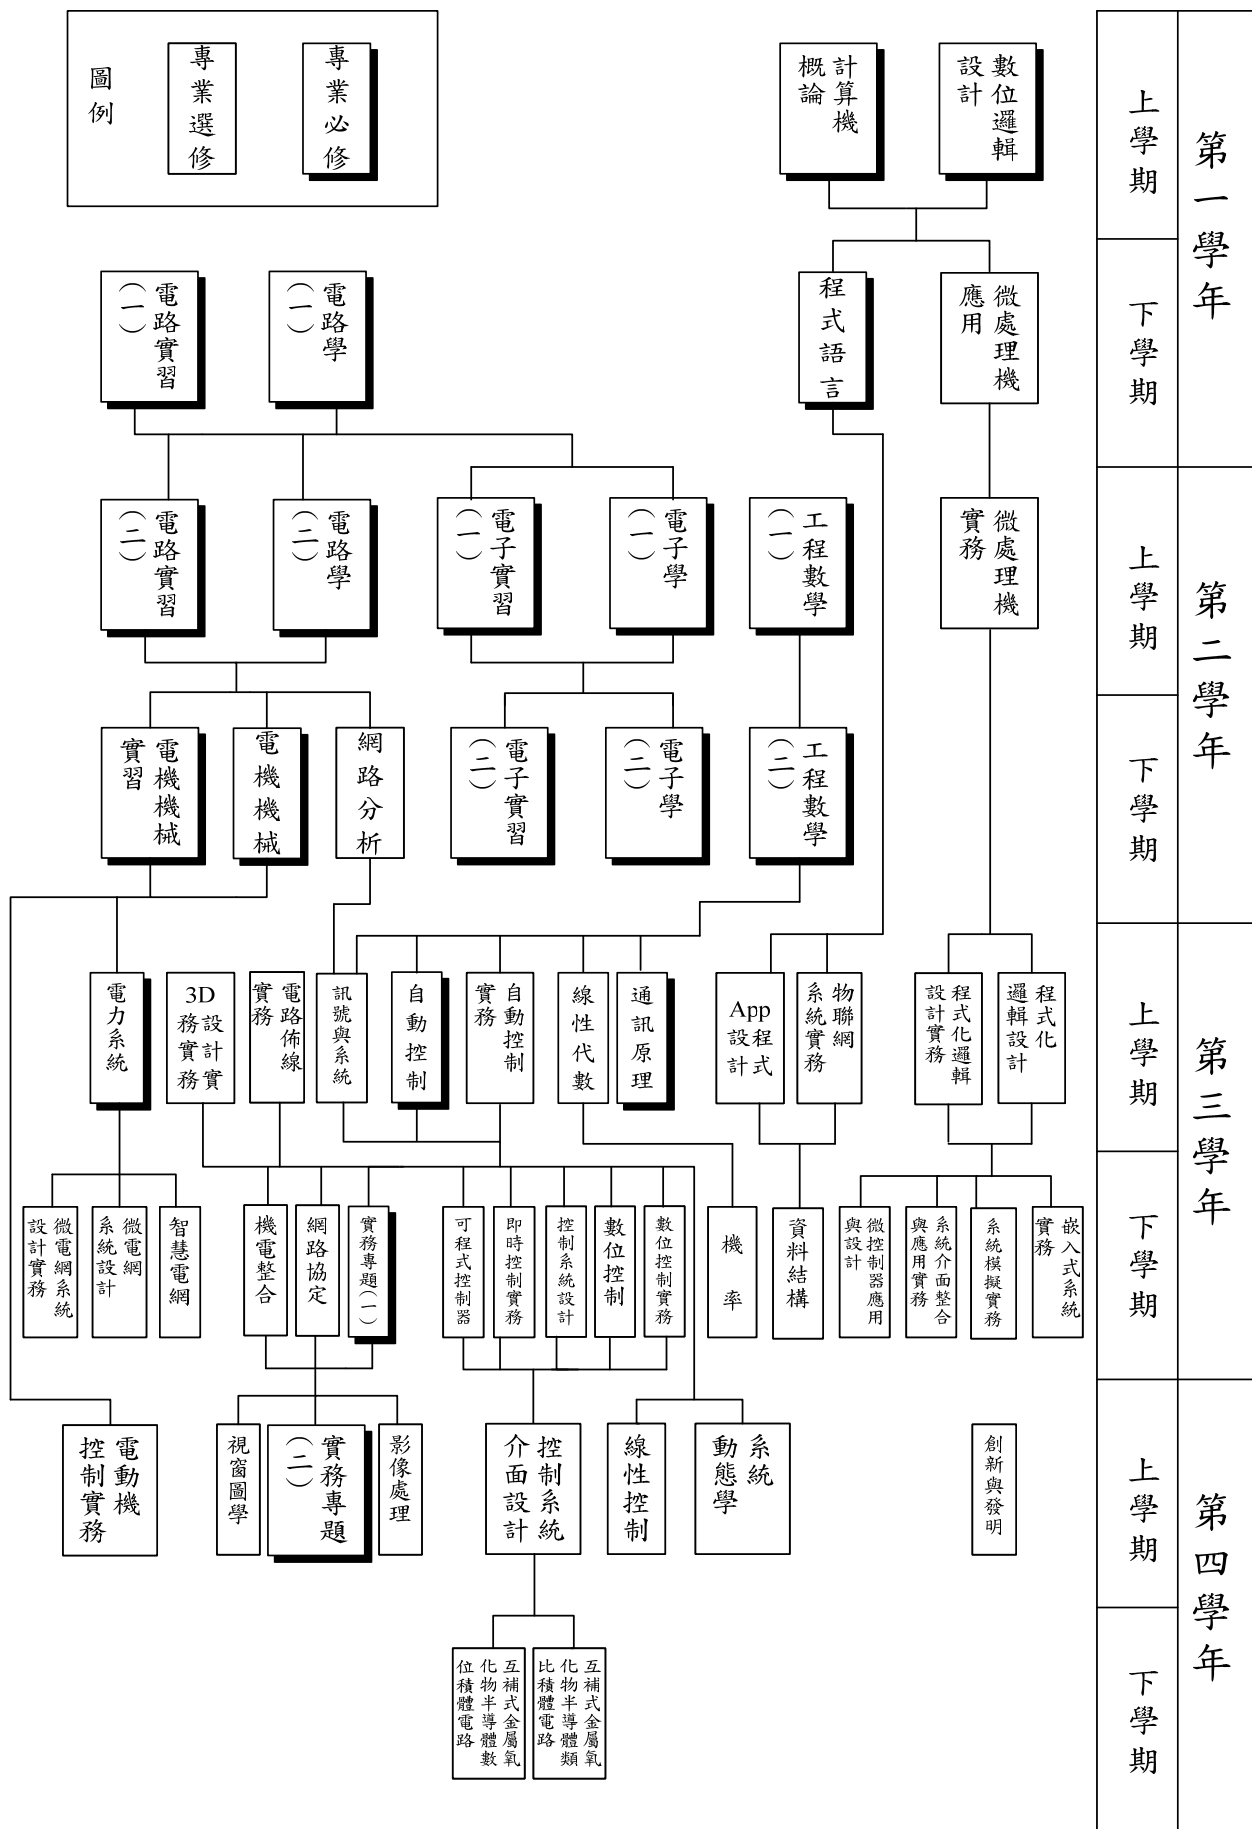 圖例
專業選修
專業必修
計算機
概論
數位邏輯
設計
第一學年
上學期
電路實習
(一)
電路學
(一)
程式語言
微處理機
應用
下學期
電路實習
(二)
電路學
(二)
電子實習
(一)
電子學
(一)
工程數學
(一)
微處理機
實務
第二學年
上學期
電機機械
實習
電機機械
網路分析
電子實習
(二)
電子學
(二)
工程數學
(二)
下學期
電力系統
3D
設計實
務實務
電路佈線
實務
訊號與系統
自動控制
自動控制
實務
線性代數
通訊原理
App
程式
設計
物聯網
系統實務
程式化邏輯
設計實務
程式化
邏輯設計
第三學年
上學期
微電網系統
設計實務
微電網
系統設計
智慧電網
機電整合
網路協定
實務專題(一)
可程式控制器
即時控制實務
控制系統設計
數位控制
數位控制實務
機率
資料結構
微控制器應用
與設計
系統介面整合
與應用實務
系統模擬實務
嵌入式系統
實務
下學期
電動機
控制實務
視窗圖學
實務專題
(二)
影像處理
控制系統
介面設計
線性控制
系統
動態學
創新與發明
第四學年
上學期
互補式金屬氧
化物半導體數
位積體電路
互補式金屬氧
化物半導體類
比積體電路
下學期